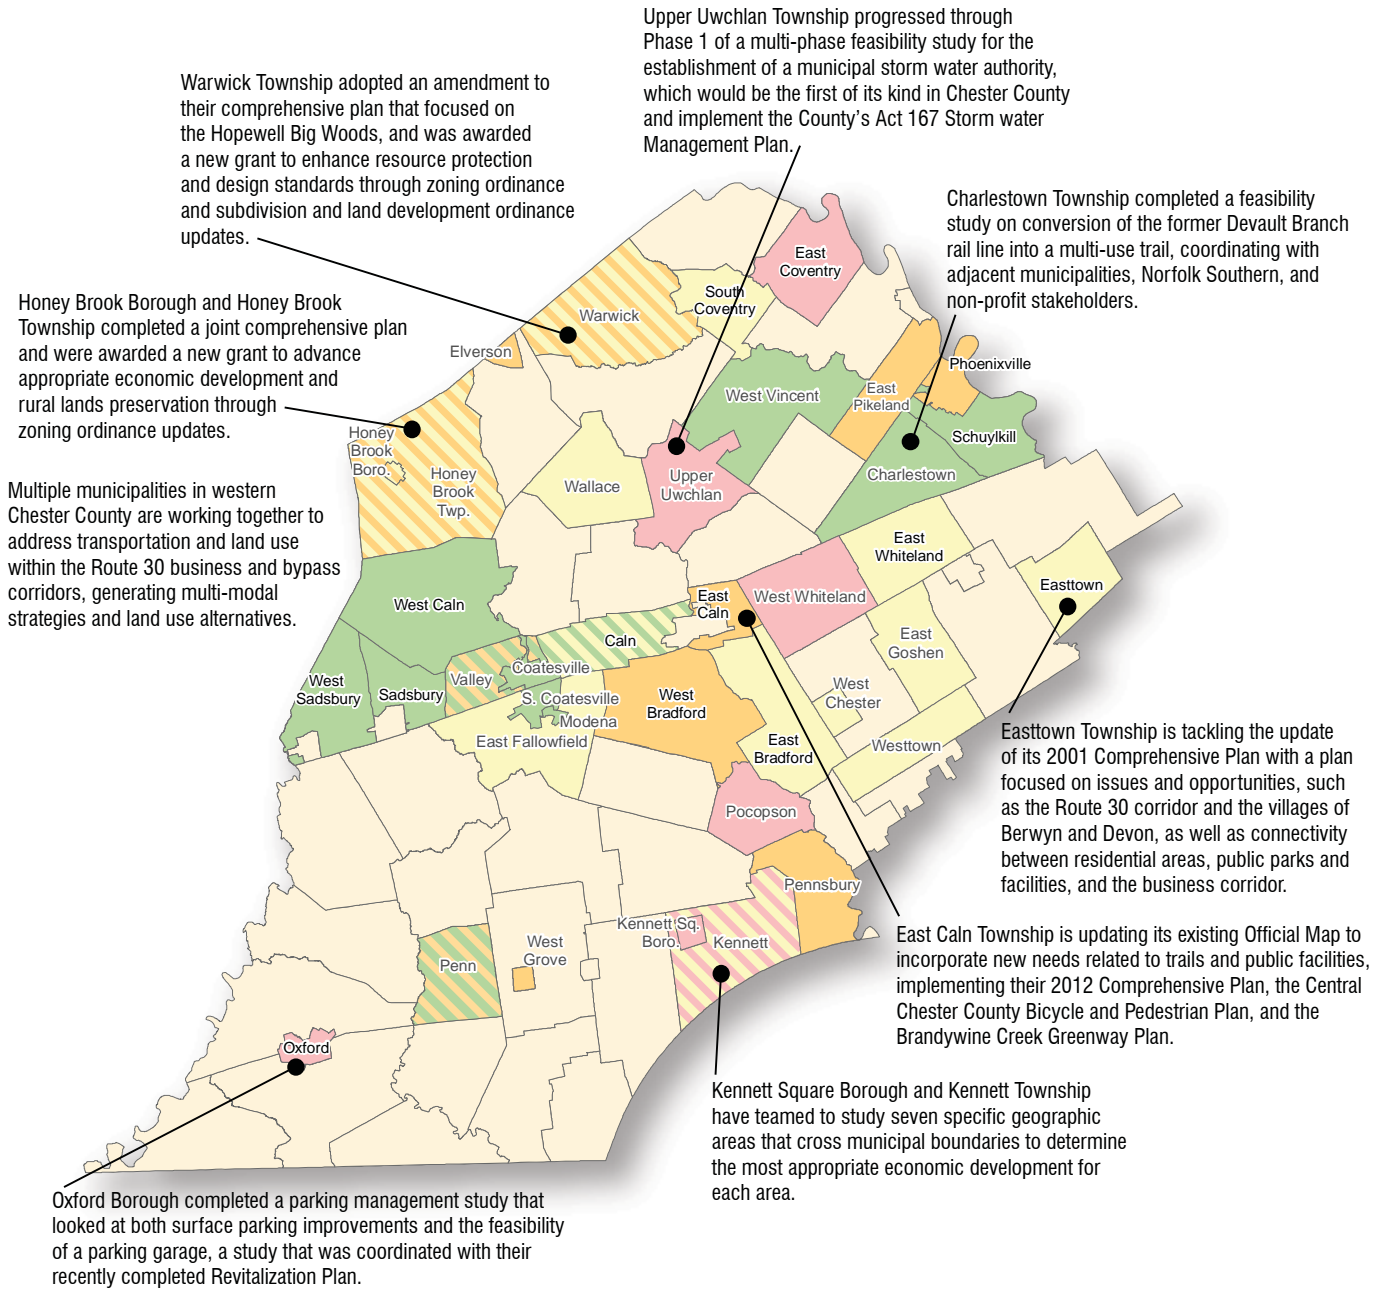 Upper Uwchlan Township progressed through
Phase 1 of a multi-phase feasibility study for the
establishment of a municipal storm water authority,
which would be the first of its kind in Chester County
and implement the County's Act 167 Storm water
Management Plan.
Warwick Township adopted an amendment to
their comprehensive plan that focused on
the Hopewell Big Woods, and was awarded
a new grant to enhance resource protection
and design standards through zoning ordinance
and subdivision and land development ordinance
updates.
Charlestown Township completed a feasibility
study on conversion of the former Devault Branch
rail line into a multi-use trail, coordinating with
adjacent municipalities, Norfolk Southern, and
non-profit stakeholders.
Honey Brook Borough and Honey Brook
Township completed a joint comprehensive plan
and were awarded a new grant to advance
appropriate economic development and
rural lands preservation through
zoning ordinance updates.
Multiple municipalities in western
Chester County are working together to
address transportation and land use
within the Route 30 business and bypass
corridors, generating multi-modal
strategies and land use alternatives.
East
Coventry
South
Coventry
Warwick
Elverson
Phoenixville
West Vincent
East
Pikeland
Schuylkill
Honey
Brook
Boro.
Honey
Brook
Twp.
Wallace
Upper
Uwchlan
Charlestown
East
Whiteland
Easttown
West Caln
East
Caln
West Whiteland
Caln
East
Goshen
Coatesville
Valley
West
Sadsbury
Sadsbury
S. Coatesville
Modena
East Fallowfield
West
Bradford
West
Chester
East
Bradford
Westtown
Pocopson
Pennsbury
Kennett Sq.
Boro.
Kennett
West
Grove
Penn
Oxford
Easttown Township is tackling the update
of its 2001 Comprehensive Plan with a plan
focused on issues and opportunities, such
as the Route 30 corridor and the villages of
Berwyn and Devon, as well as connectivity
between residential areas, public parks and
facilities, and the business corridor.
East Caln Township is updating its existing Official Map to
incorporate new needs related to trails and public facilities,
implementing their 2012 Comprehensive Plan, the Central
Chester County Bicycle and Pedestrian Plan, and the
Brandywine Creek Greenway Plan.
Kennett Square Borough and Kennett Township
have teamed to study seven specific geographic
areas that cross municipal boundaries to determine
the most appropriate economic development for
each area.
Oxford Borough completed a parking management study that
looked at both surface parking improvements and the feasibility
of a parking garage, a study that was coordinated with their
recently completed Revitalization Plan.